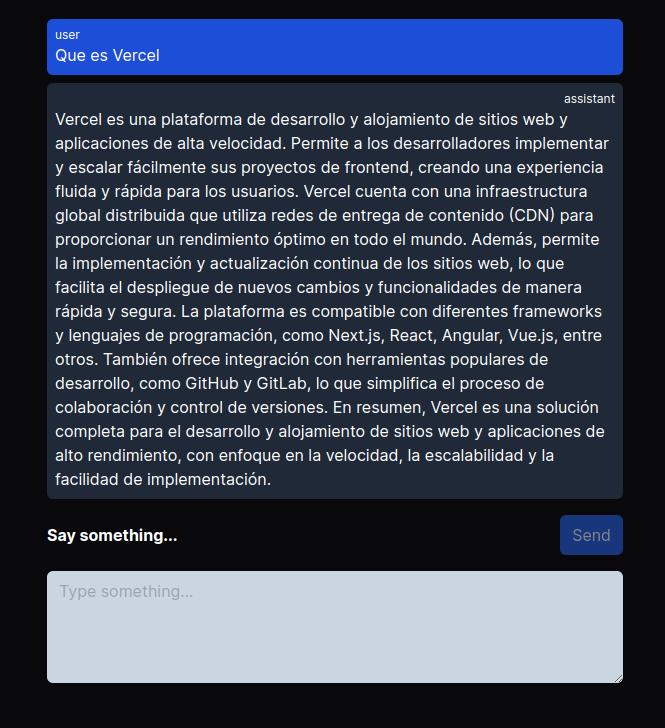 user
Que es Vercel
assistant
Vercel es una plataforma de desarrollo y alojamiento de sitios web y
aplicaciones de alta velocidad. Permite a los desarrolladores implementar
y escalar fácilmente sus proyectos de frontend, creando una experiencia
fluida y rápida para los usuarios. Vercel cuenta con una infraestructura
global distribuida que utiliza redes de entrega de contenido (CDN) para
proporcionar un rendimiento óptimo en todo el mundo. Además, permite
la implementación y actualización continua de los sitios web, lo que
facilita el despliegue de nuevos cambios y funcionalidades de manera
rápida y segura. La plataforma es compatible con diferentes frameworks
y lenguajes de programación, como Next.js, React, Angular, Vue.js, entre
otros. También ofrece integración con herramientas populares de
desarrollo, como GitHub y GitLab, lo que simplifica el proceso de
colaboración y control de versiones. En resumen, Vercel es una solución
completa para el desarrollo y alojamiento de sitios web y aplicaciones de
alto rendimiento, con enfoque en la velocidad, la escalabilidad y la
facilidad de implementación.
Say something...
Send
Type something...